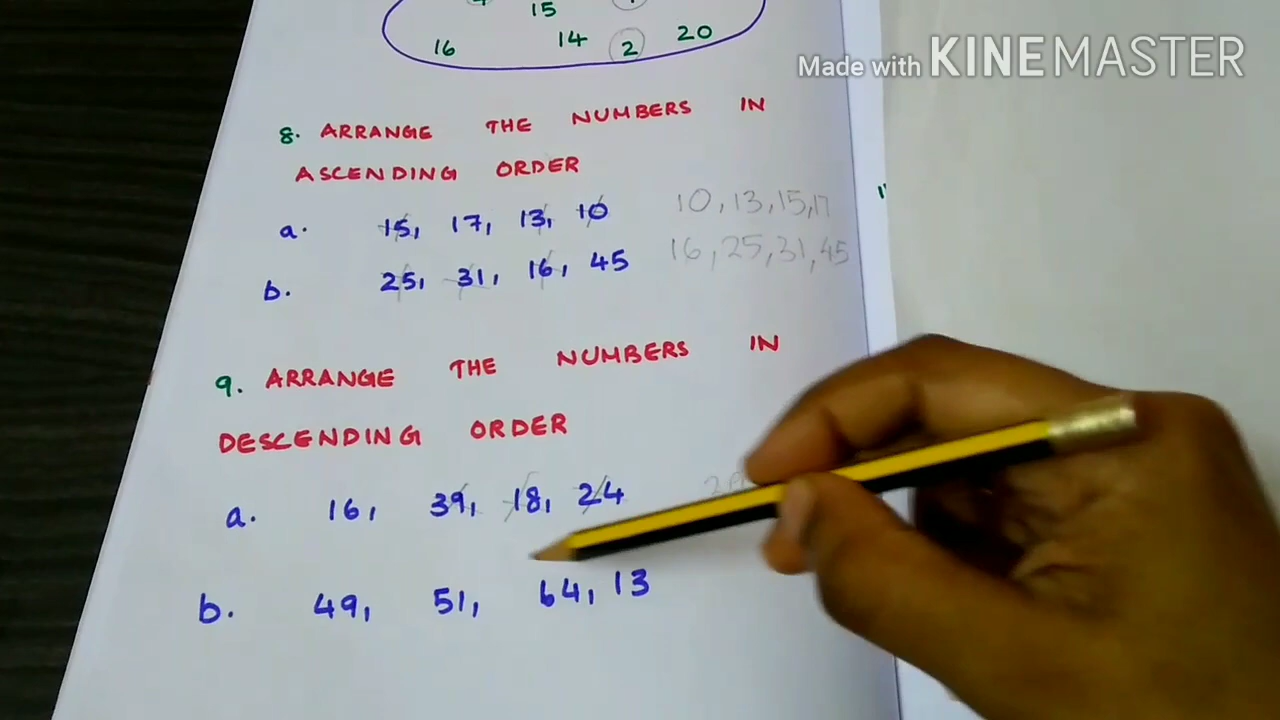 15
16 14 2 20
Made with KINEMASTER
8. ARRANGE THE NUMBERS IN
ASCENDING ORDER
a. 15, 17, 13, 10 10, 13, 15, 17
b. 25, 31, 16, 45 16, 25, 31, 45
9. ARRANGE THE NUMBERS IN
DESCENDING ORDER
a. 16, 39, 18, 24
b. 49, 51, 64, 13